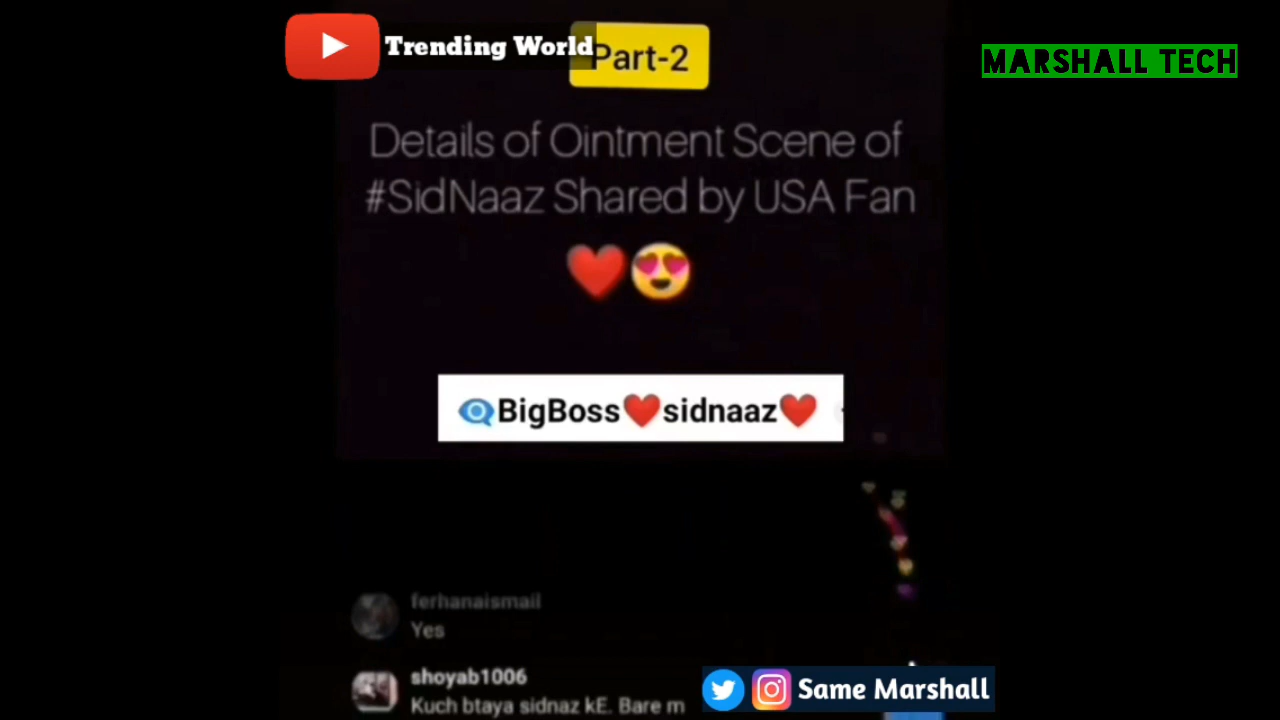 Trending World
Part-2
MARSHALL TECH
Details of Ointment Scene of
#SidNaaz Shared by USA Fan
❤️😍
👁️‍🗨️BigBoss❤️sidnaaz❤️
ferhanaismail
Yes
shoyab1006
Kuch btaya sidnaz kE. Bare m
Same Marshall